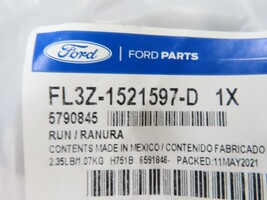 Ford
FORD PARTS
FL3Z-1521597-D 1X
5790845
RUN / RANURA
CONTENTS MADE IN MEXICO / CONTENIDO FABRICADO
2.35LB/1.07KG H751B 6591846- PACKED:11MAY2021